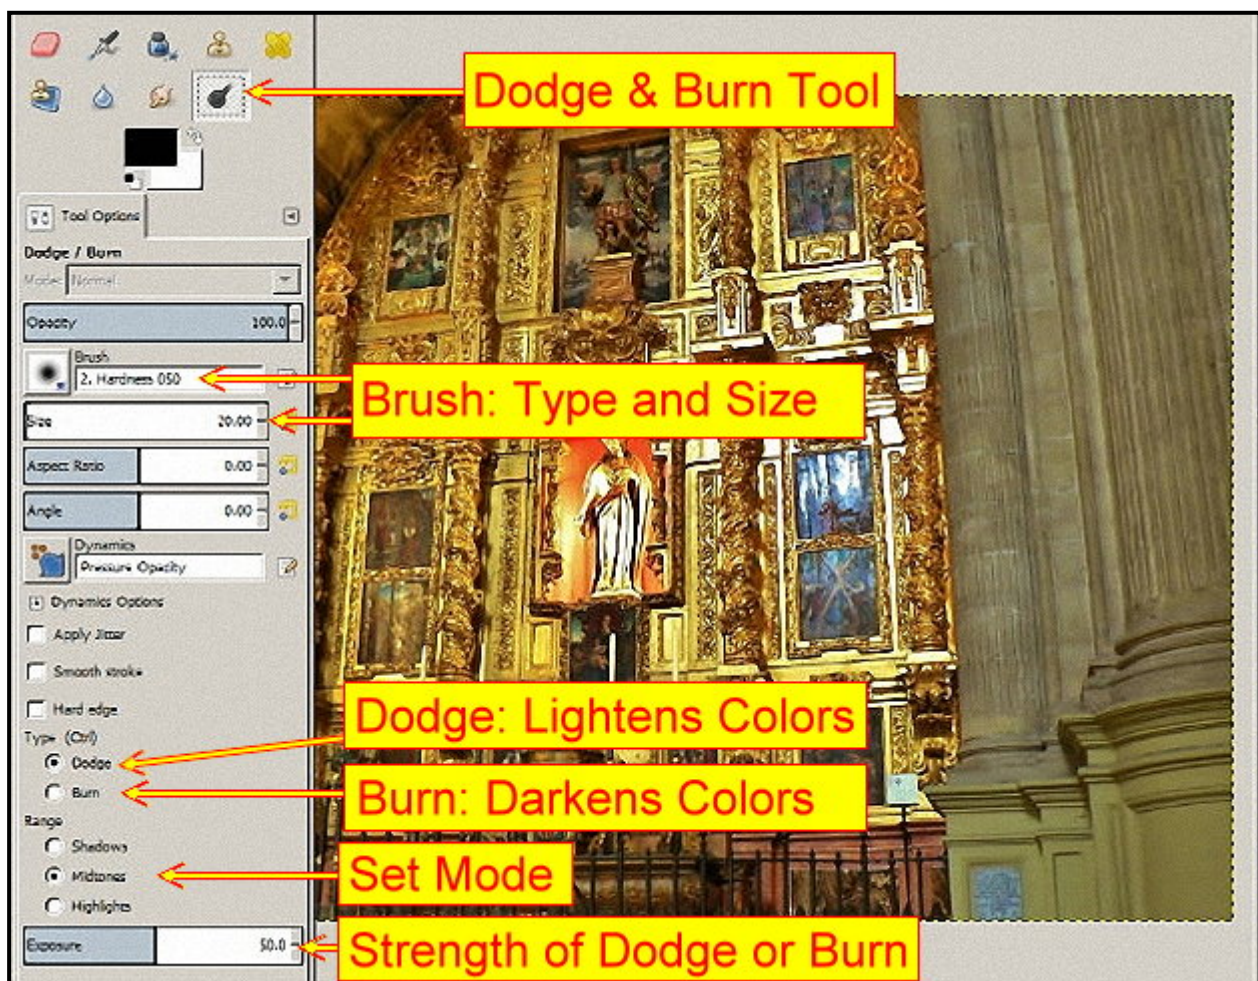 Dodge & Burn Tool
Tool Options
Dodge / Burn
Mode: Normal
Opacity 100.0
Brush
2. Hardness 050
Brush: Type and Size
Size 20.00
Aspect Ratio 0.00
Angle 0.00
Dynamics
Pressure Opacity
Dynamics Options
Apply Jitter
Smooth stroke
Hard edge
Dodge: Lightens Colors
Type (Ctrl)
Dodge
Burn
Burn: Darkens Colors
Range
Shadows
Midtones
Set Mode
Highlights
Exposure 50.0
Strength of Dodge or Burn